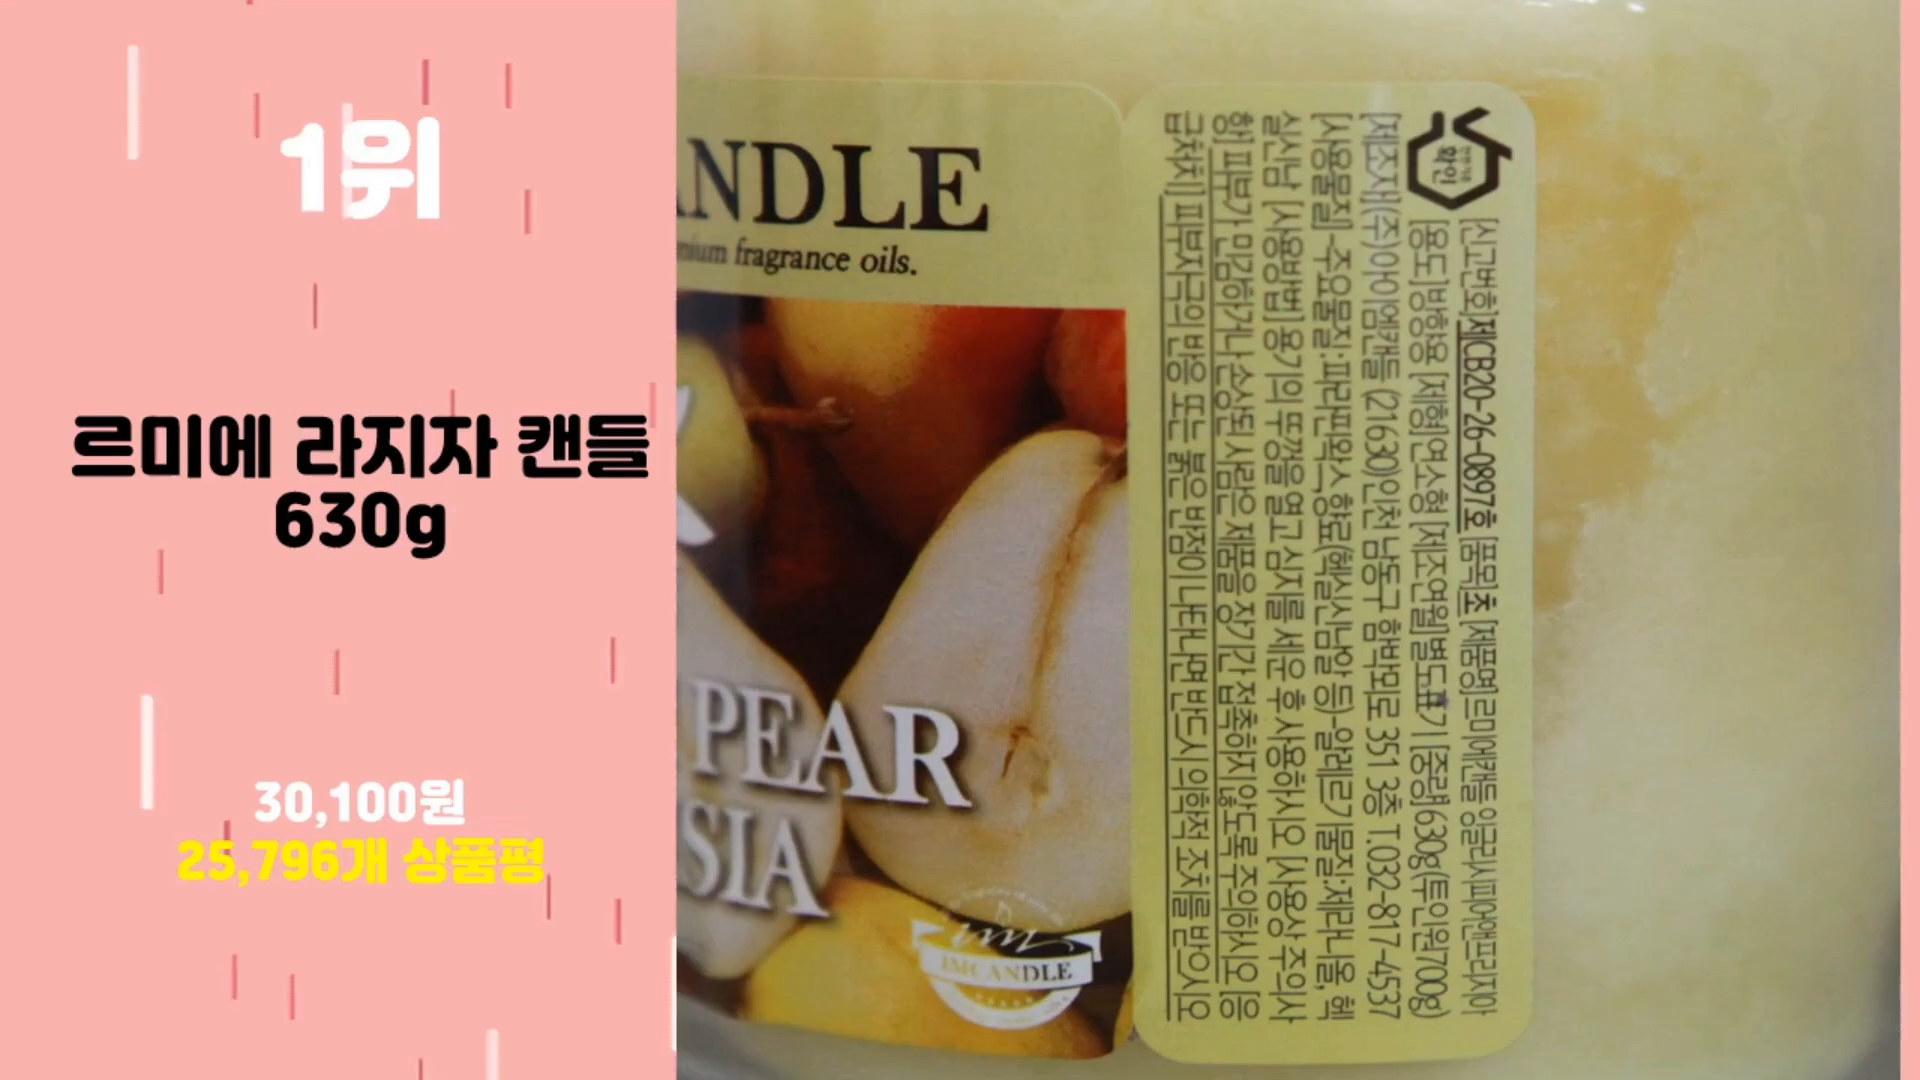 1위
르미에 라지자 캔들
630g
30,100원
25,796개 상품평
NDLE
nium fragrance oils.
PEAR
SIA
im
IMCANDLE
확인
[신고번호]제CB20-26-0897호 [품목]초 [제품명]르미에캔들 잉글리시피어앤프리지아
[용도]방향용 [제형]연소형 [제조연월]별도표기 [중량]630g(투인원700g)
[제조자](주)아이엠캔들 (21630)인천 남동구 함박뫼로 351 3층 T.032-817-4537
[사용물질]-주요물질:파라핀왁스,향료(헥실신남알 등)-알레르기물질:제라니올, 헥
실신남 [사용방법] 용기의 뚜껑을 열고 심지를 세운 후 사용하시오 [사용상 주의사
항] 피부가 민감하거나 손상된 사람은 제품을 장기간 접촉하지 않도록 주의하시오 [응
급처치] 피부자극의 반응 또는 붉은 반점이 나타나면 반드시 의학적 조치를 받으시오